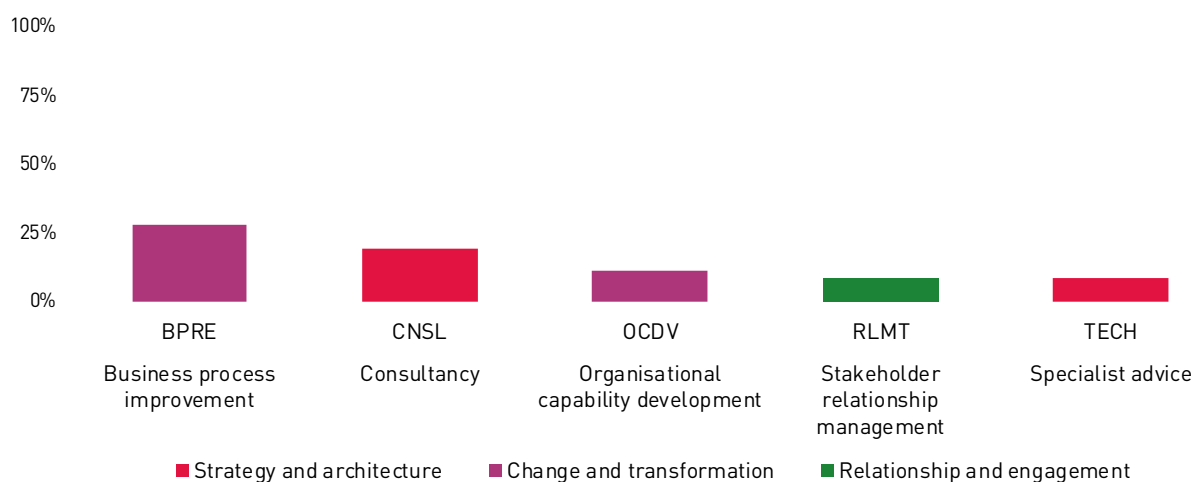 100%
75%
50%
25%
0%
BPRE
CNSL
OCDV
RLMT
TECH
Business process
improvement
Consultancy
Organisational
capability development
Stakeholder
relationship
management
Specialist advice
Strategy and architecture
Change and transformation
Relationship and engagement